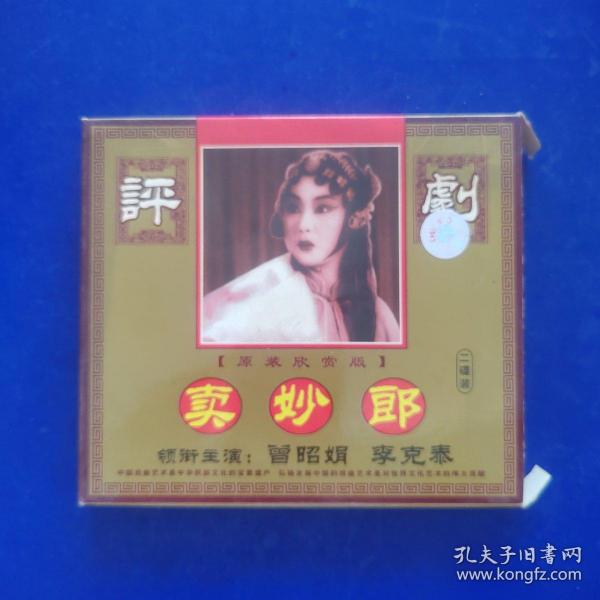 評劇
【原装欣赏版】
二碟装
卖妙郎
领衔主演：曾昭娟 李克泰
孔夫子旧书网
www.kongfz.com